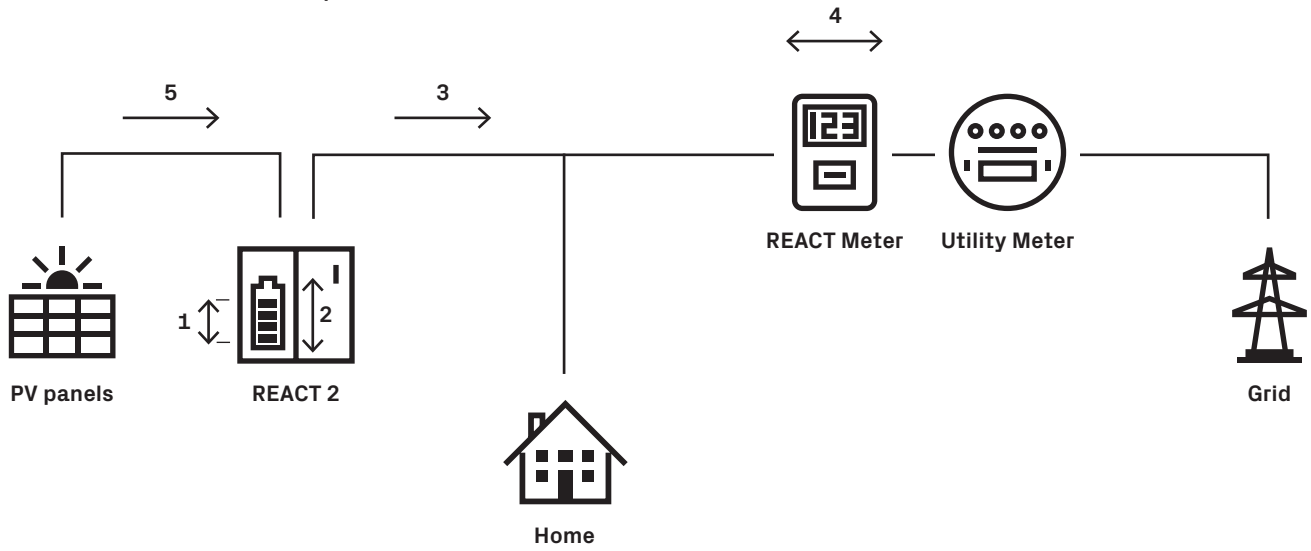 4
5
3
123
REACT Meter
Utility Meter
1
2
PV panels
REACT 2
Grid
Home